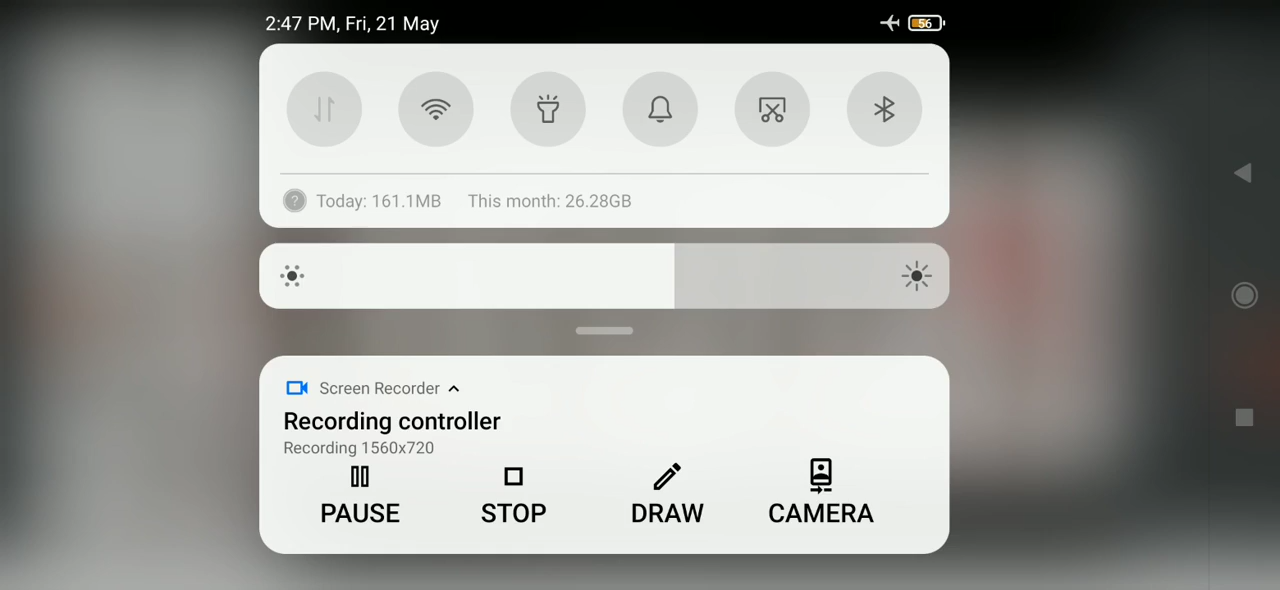 2:47 PM, Fri, 21 May 56
? Today: 161.1MB This month: 26.28GB
Screen Recorder
Recording controller
Recording 1560x720
PAUSE STOP DRAW CAMERA